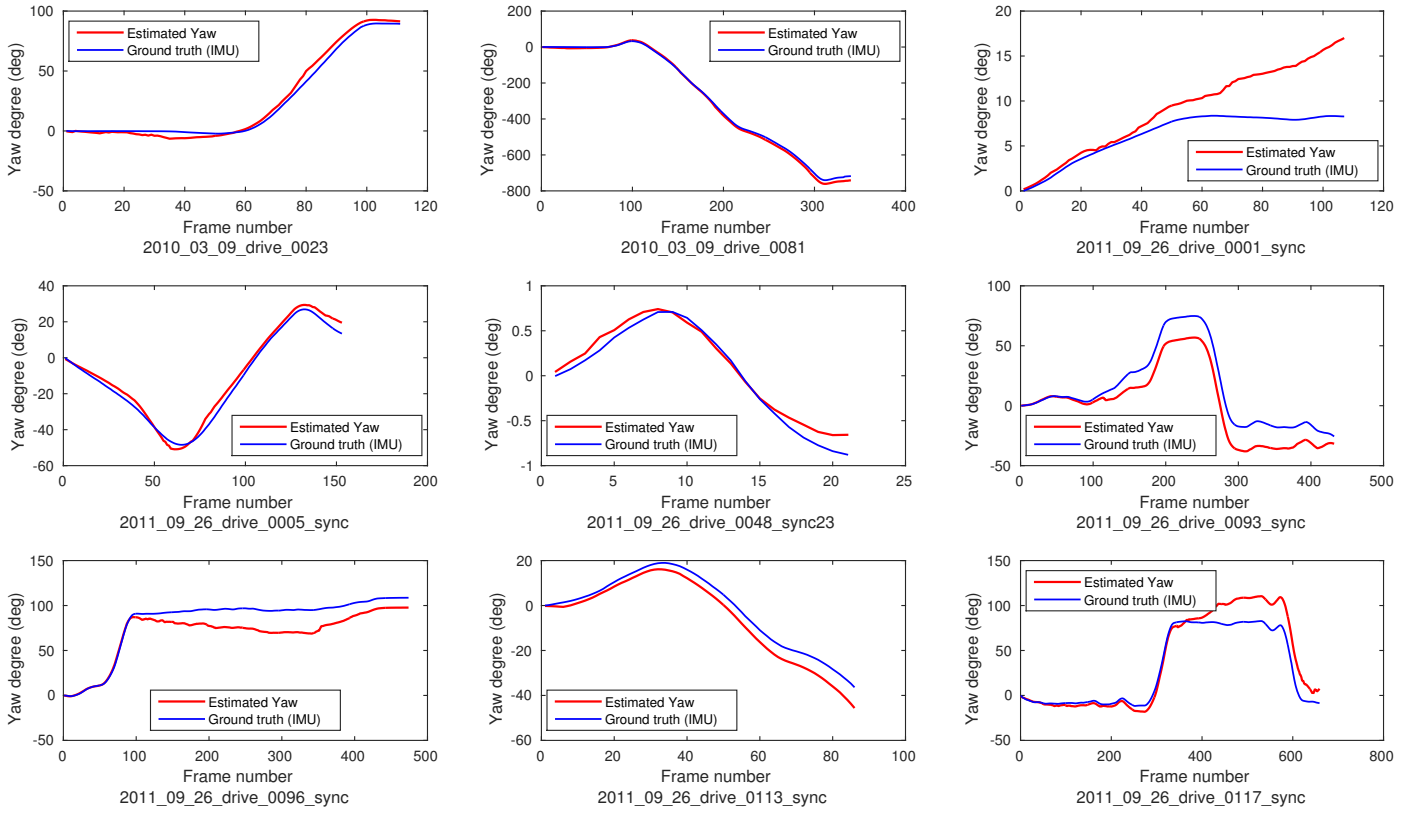 100
50
0
-50
Yaw degree (deg)
Estimated Yaw
Ground truth (IMU)
0 20 40 60 80 100 120
Frame number
2010_03_09_drive_0023
200
0
-200
-400
-600
-800
Yaw degree (deg)
Estimated Yaw
Ground truth (IMU)
0 100 200 300 400
Frame number
2010_03_09_drive_0081
20
15
10
5
0
Yaw degree (deg)
Estimated Yaw
Ground truth (IMU)
0 20 40 60 80 100 120
Frame number
2011_09_26_drive_0001_sync
40
20
0
-20
-40
-60
Yaw degree (deg)
Estimated Yaw
Ground truth (IMU)
0 50 100 150 200
Frame number
2011_09_26_drive_0005_sync
1
0.5
0
-0.5
-1
Yaw degree (deg)
Estimated Yaw
Ground truth (IMU)
0 5 10 15 20 25
Frame number
2011_09_26_drive_0048_sync23
100
50
0
-50
Yaw degree (deg)
Estimated Yaw
Ground truth (IMU)
0 100 200 300 400 500
Frame number
2011_09_26_drive_0093_sync
150
100
50
0
-50
Yaw degree (deg)
Estimated Yaw
Ground truth (IMU)
0 100 200 300 400 500
Frame number
2011_09_26_drive_0096_sync
20
0
-20
-40
-60
Yaw degree (deg)
Estimated Yaw
Ground truth (IMU)
0 20 40 60 80 100
Frame number
2011_09_26_drive_0113_sync
150
100
50
0
-50
Yaw degree (deg)
Estimated Yaw
Ground truth (IMU)
0 200 400 600 800
Frame number
2011_09_26_drive_0117_sync